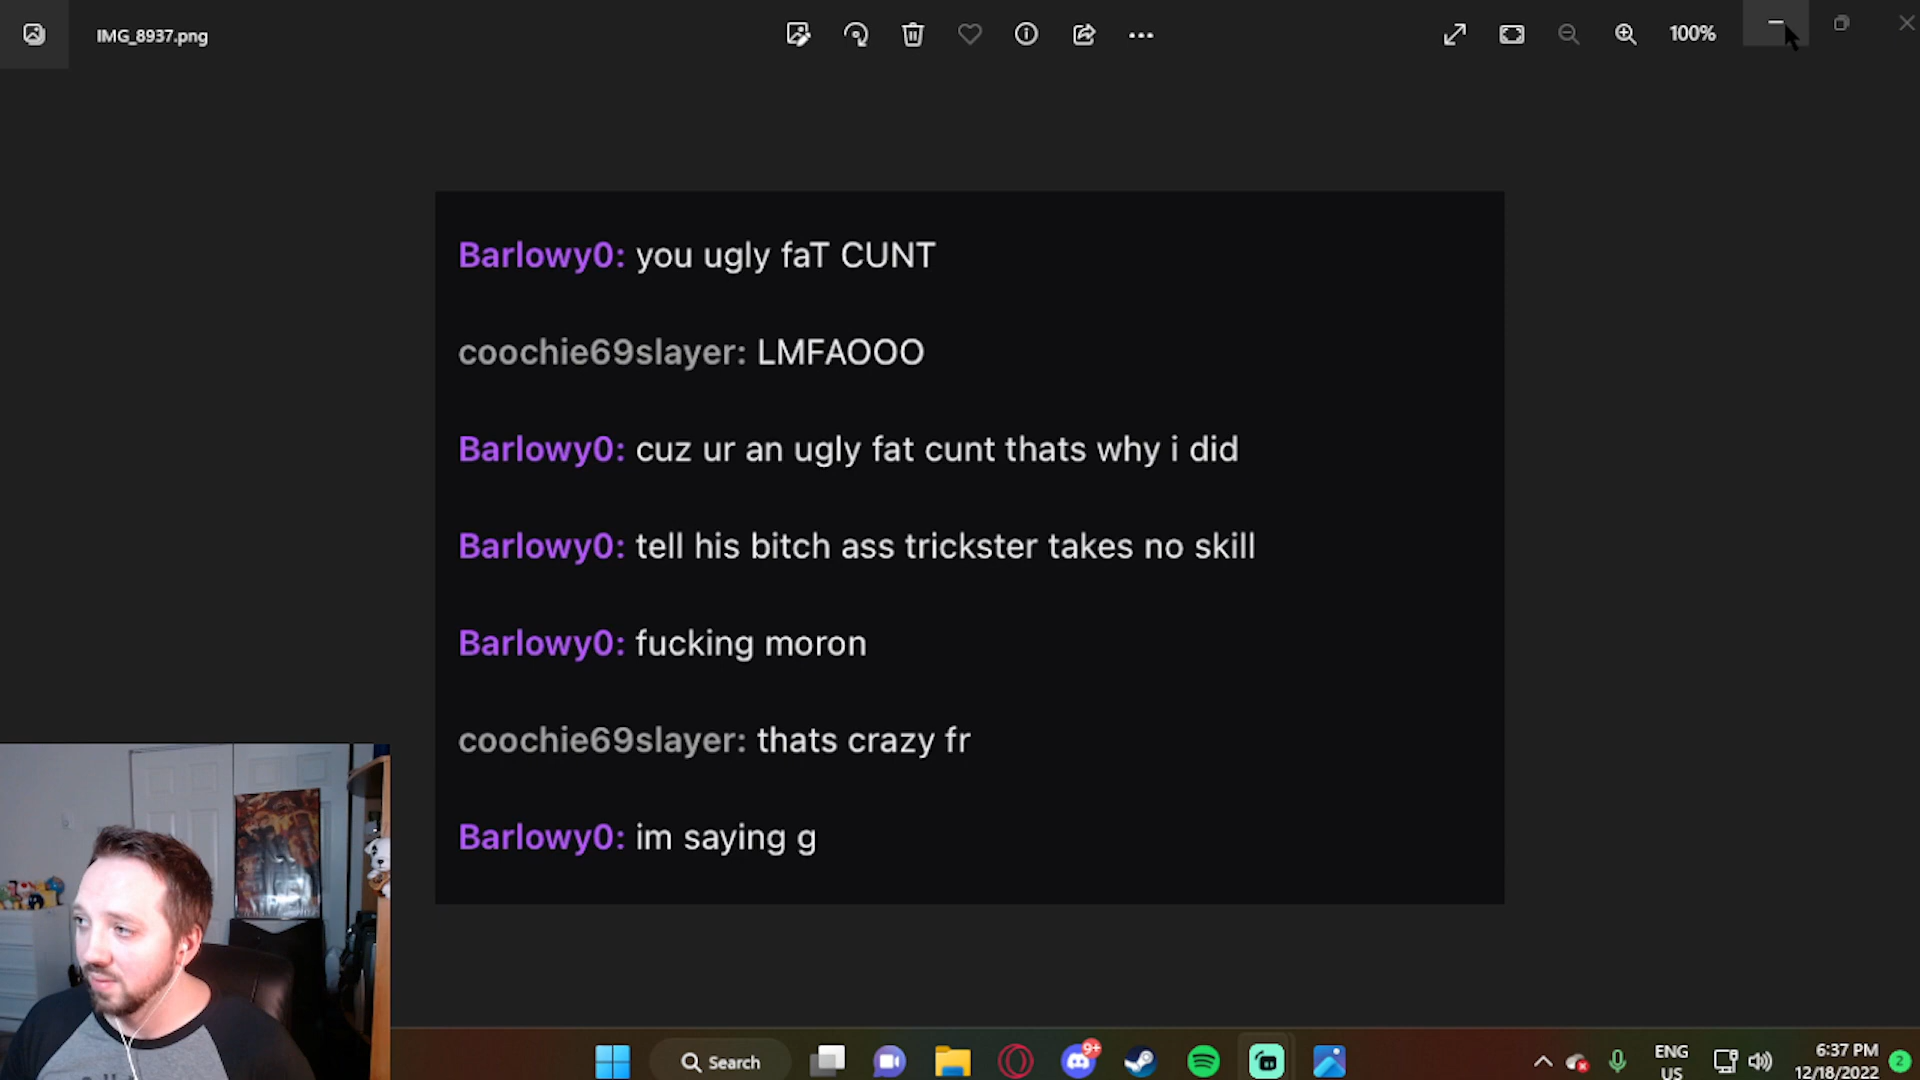 IMG_8937.png
100%
Barlowy0: you ugly faT CUNT
coochie69slayer: LMFAOOO
Barlowy0: cuz ur an ugly fat cunt thats why i did
Barlowy0: tell his bitch ass trickster takes no skill
Barlowy0: fucking moron
coochie69slayer: thats crazy fr
Barlowy0: im saying g
Search
9+
ENG
US
6:37 PM
12/18/2022
2